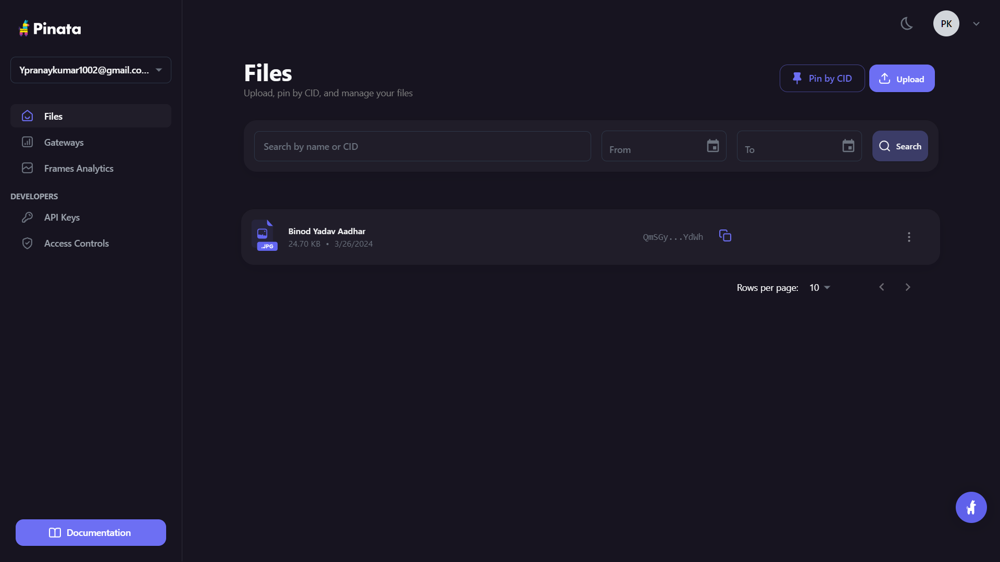 Pinata
Ypranaykumar1002@gmail.co...
Files
Gateways
Frames Analytics
DEVELOPERS
API Keys
Access Controls
Documentation
PK
Files
Upload, pin by CID, and manage your files
Pin by CID
Upload
Search by name or CID
From
To
Search
.JPG
Binod Yadav Aadhar
24.70 KB • 3/26/2024
QmSGy...YdWh
Rows per page: 10